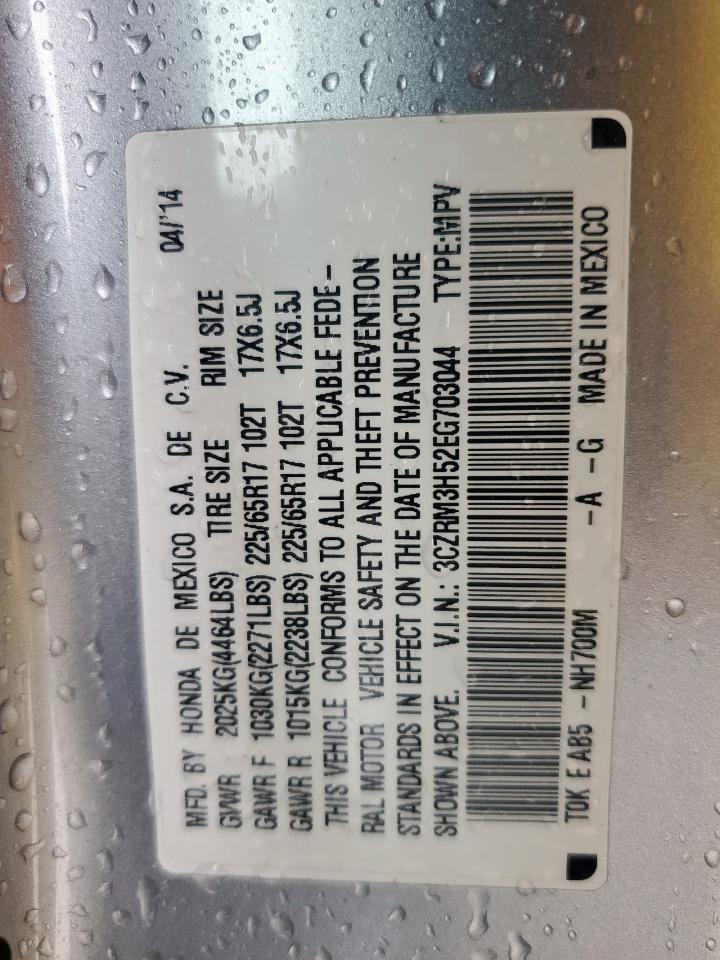 MFD. BY HONDA DE MEXICO S.A. DE C.V. 04/'14
GVWR 2025KG(4464LBS) TIRE SIZE RIM SIZE
GAWR F 1030KG(2271LBS) 225/65R17 102T 17X6.5J
GAWR R 1015KG(2238LBS) 225/65R17 102T 17X6.5J
THIS VEHICLE CONFORMS TO ALL APPLICABLE FEDE-
RAL MOTOR VEHICLE SAFETY AND THEFT PREVENTION
STANDARDS IN EFFECT ON THE DATE OF MANUFACTURE
SHOWN ABOVE. V.I.N.: 3CZRM3H52EG703044 TYPE:MPV
T0K E AB5 - NH700M -A -G MADE IN MEXICO